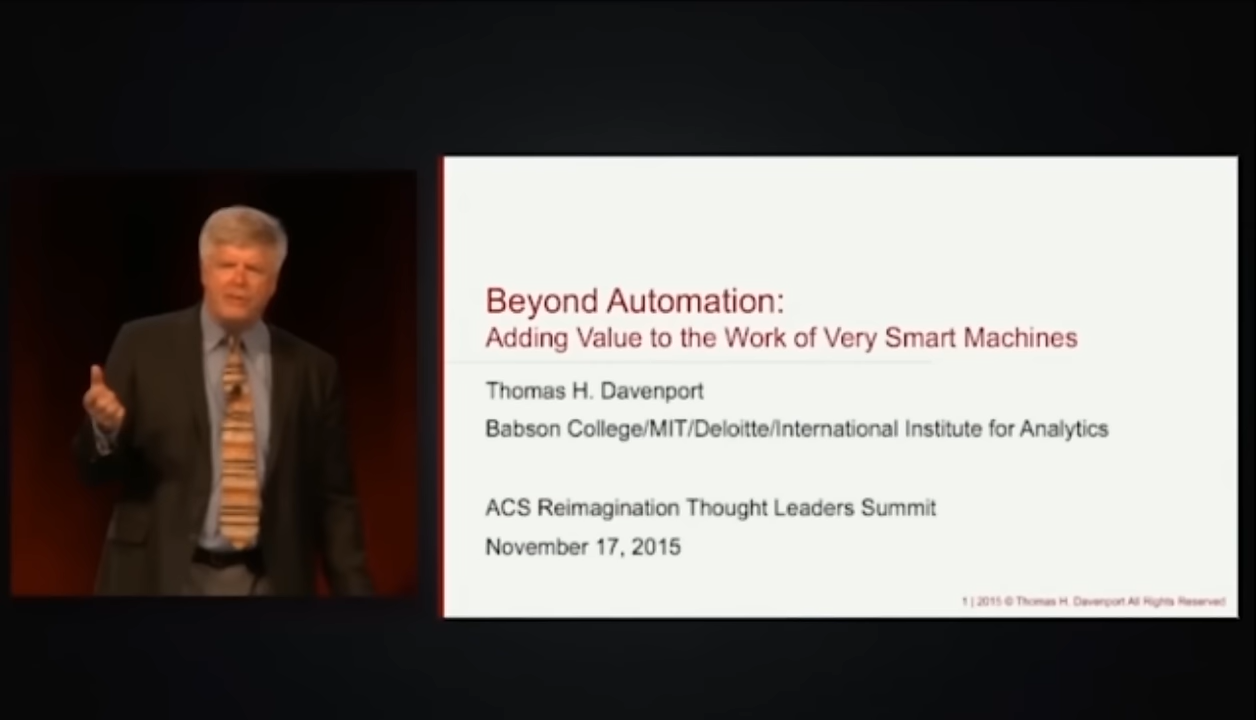 Beyond Automation:
Adding Value to the Work of Very Smart Machines
Thomas H. Davenport
Babson College/MIT/Deloitte/International Institute for Analytics
ACS Reimagination Thought Leaders Summit
November 17, 2015
1 | 2015 © Thomas H. Davenport All Rights Reserved